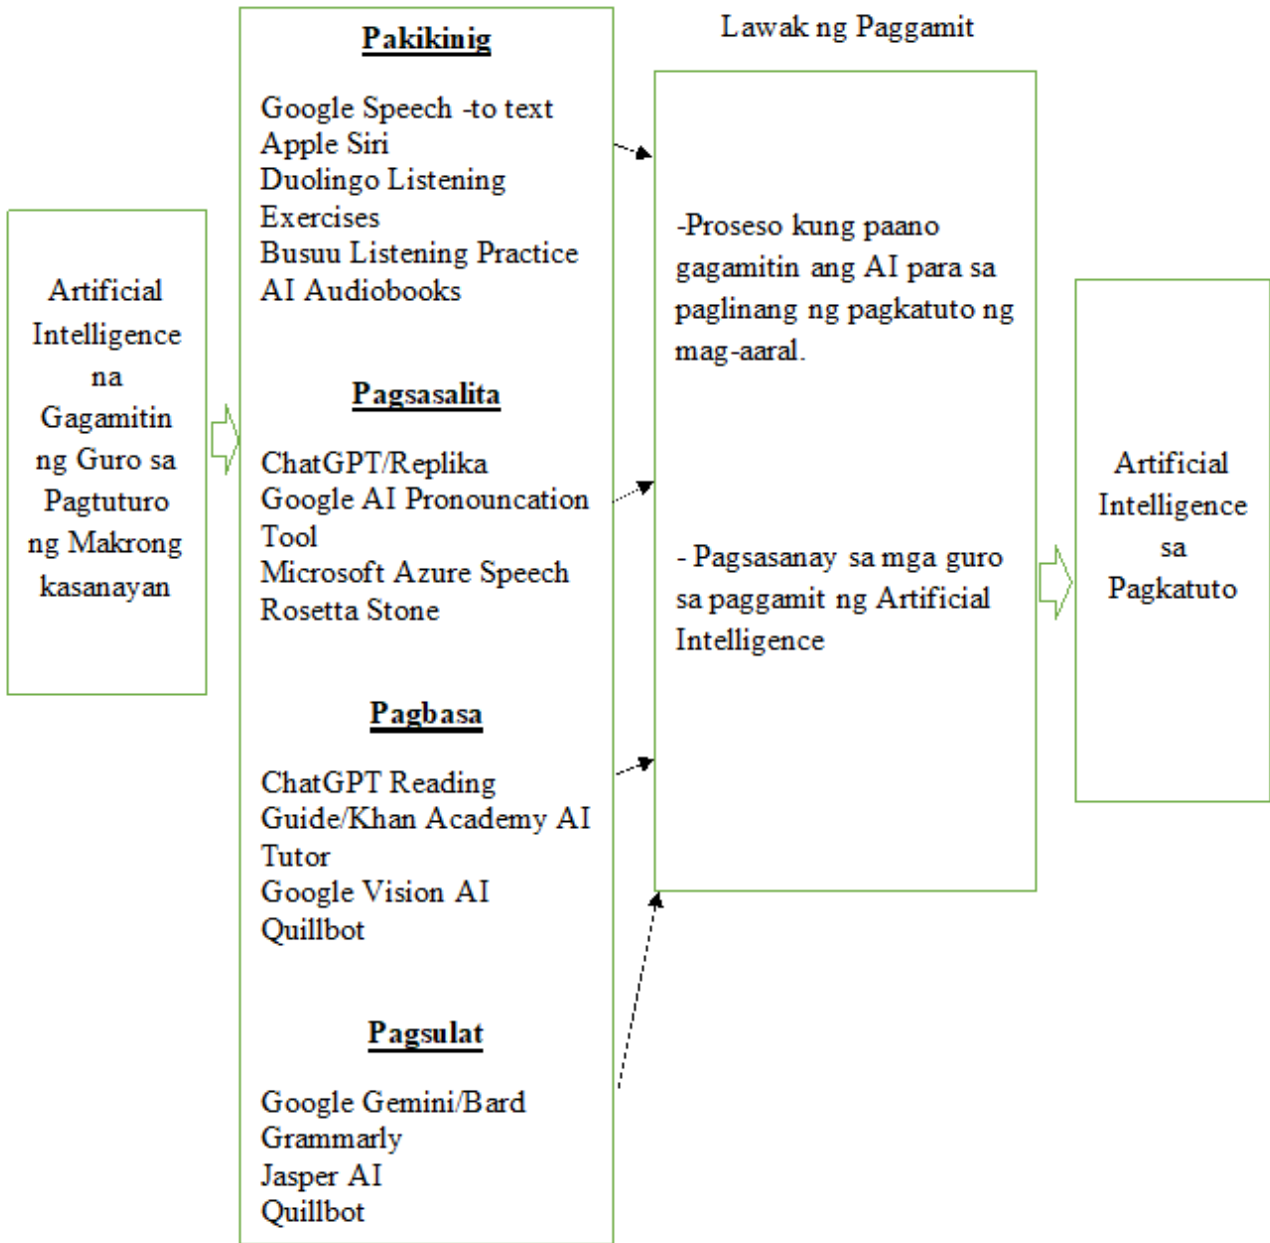 Artificial
Intelligence
na
Gagamitin
ng Guro sa
Pagtuturo
ng Makrong
kasanayan
Pakikinig
Google Speech -to text
Apple Siri
Duolingo Listening
Exercises
Busuu Listening Practice
AI Audiobooks
Pagsasalita
ChatGPT/Replika
Google AI Pronouncation
Tool
Microsoft Azure Speech
Rosetta Stone
Pagbasa
ChatGPT Reading
Guide/Khan Academy AI
Tutor
Google Vision AI
Quillbot
Pagsulat
Google Gemini/Bard
Grammarly
Jasper AI
Quillbot
Lawak ng Paggamit
-Proseso kung paano
gagamitin ang AI para sa
paglinang ng pagkatuto ng
mag-aaral.
- Pagsasanay sa mga guro
sa paggamit ng Artificial
Intelligence
Artificial
Intelligence
sa
Pagkatuto